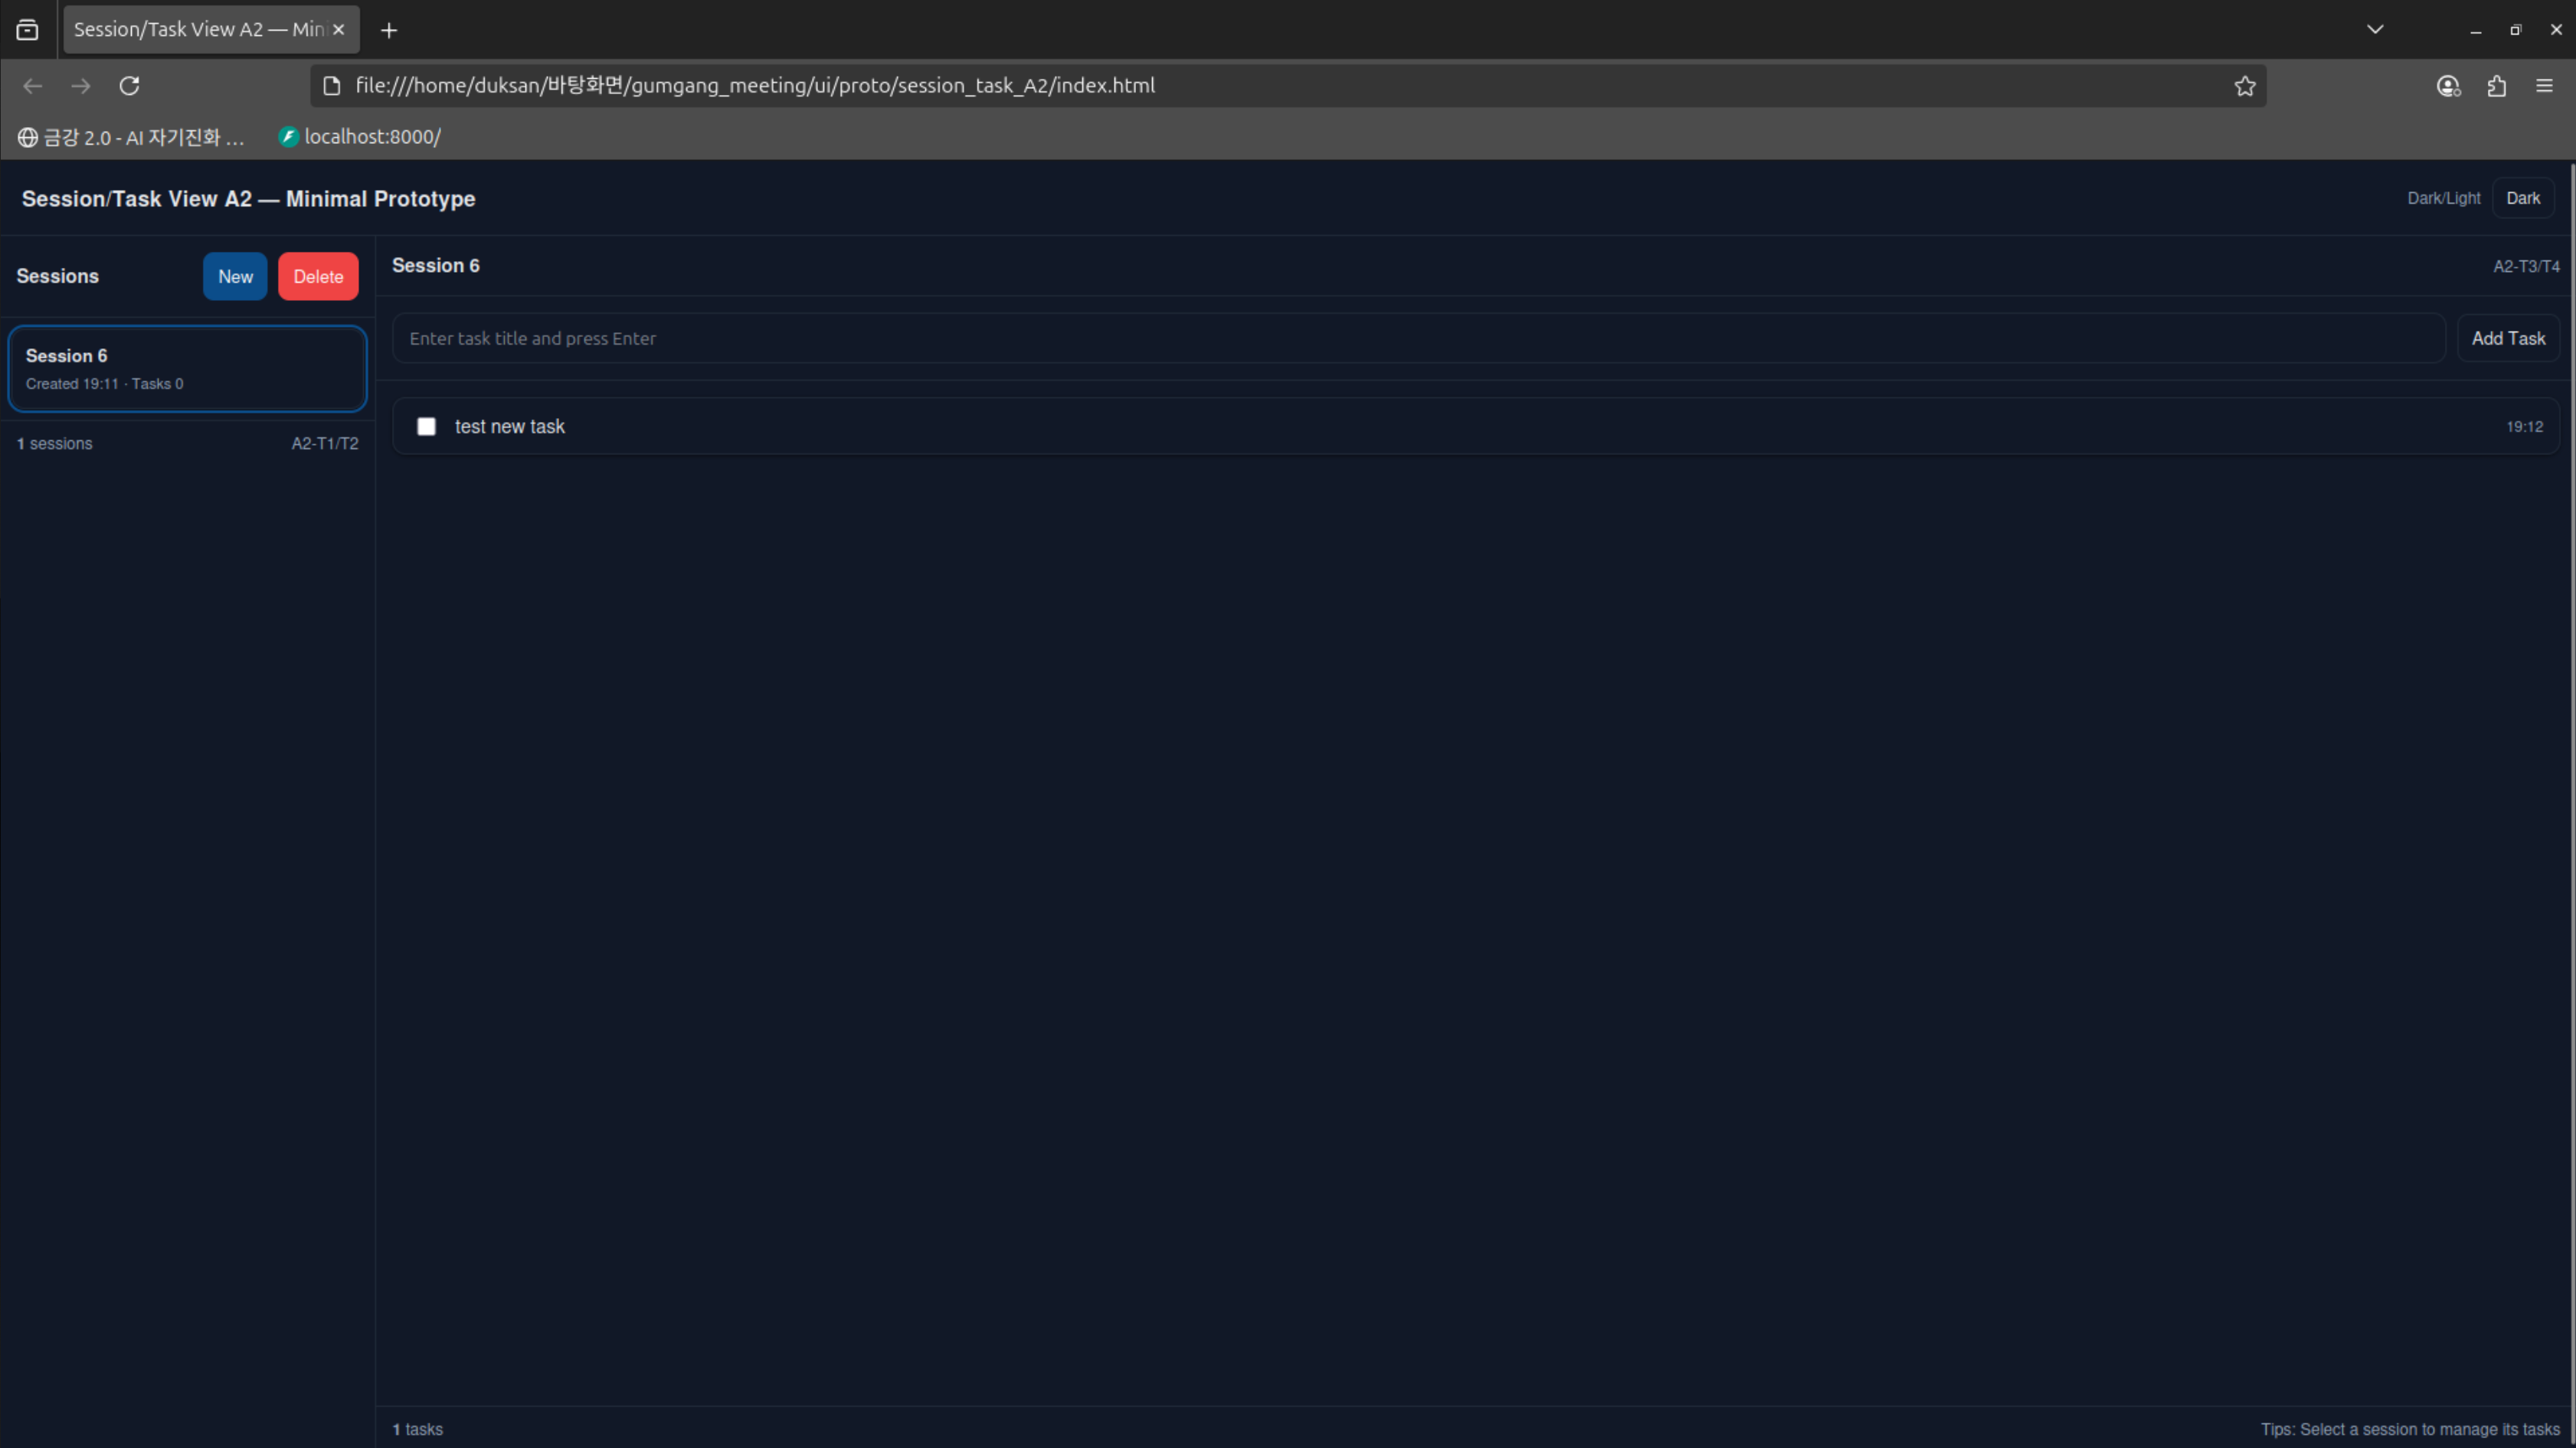 Session/Task View A2 — Min
file:///home/duksan/바탕화면/gumgang_meeting/ui/proto/session_task_A2/index.html
금강 2.0 - AI 자기진화 ...
localhost:8000/
Session/Task View A2 — Minimal Prototype
Dark/Light
Dark
Sessions
New
Delete
Session 6
Created 19:11 · Tasks 0
1 sessions
A2-T1/T2
Session 6
A2-T3/T4
Enter task title and press Enter
Add Task
test new task
19:12
1 tasks
Tips: Select a session to manage its tasks